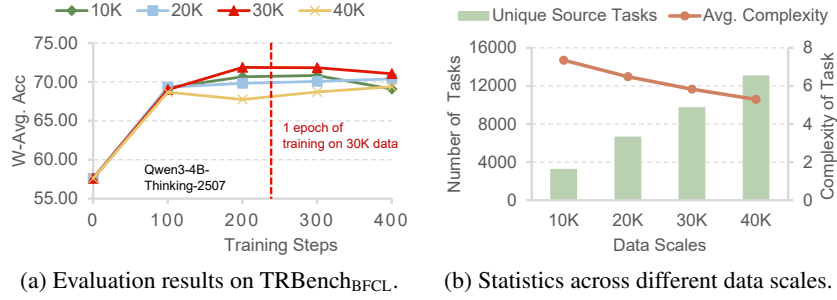 10K 20K 30K 40K
75.00
70.00
65.00
60.00
55.00
W-Avg. Acc
1 epoch of
training on 30K data
Qwen3-4B-
Thinking-2507
0 100 200 300 400
Training Steps
(a) Evaluation results on TRBenchBFCL.
Unique Source Tasks Avg. Complexity
16000
12000
8000
4000
0
Number of Tasks
8
6
4
2
0
Complexity of Task
10K 20K 30K 40K
Data Scales
(b) Statistics across different data scales.